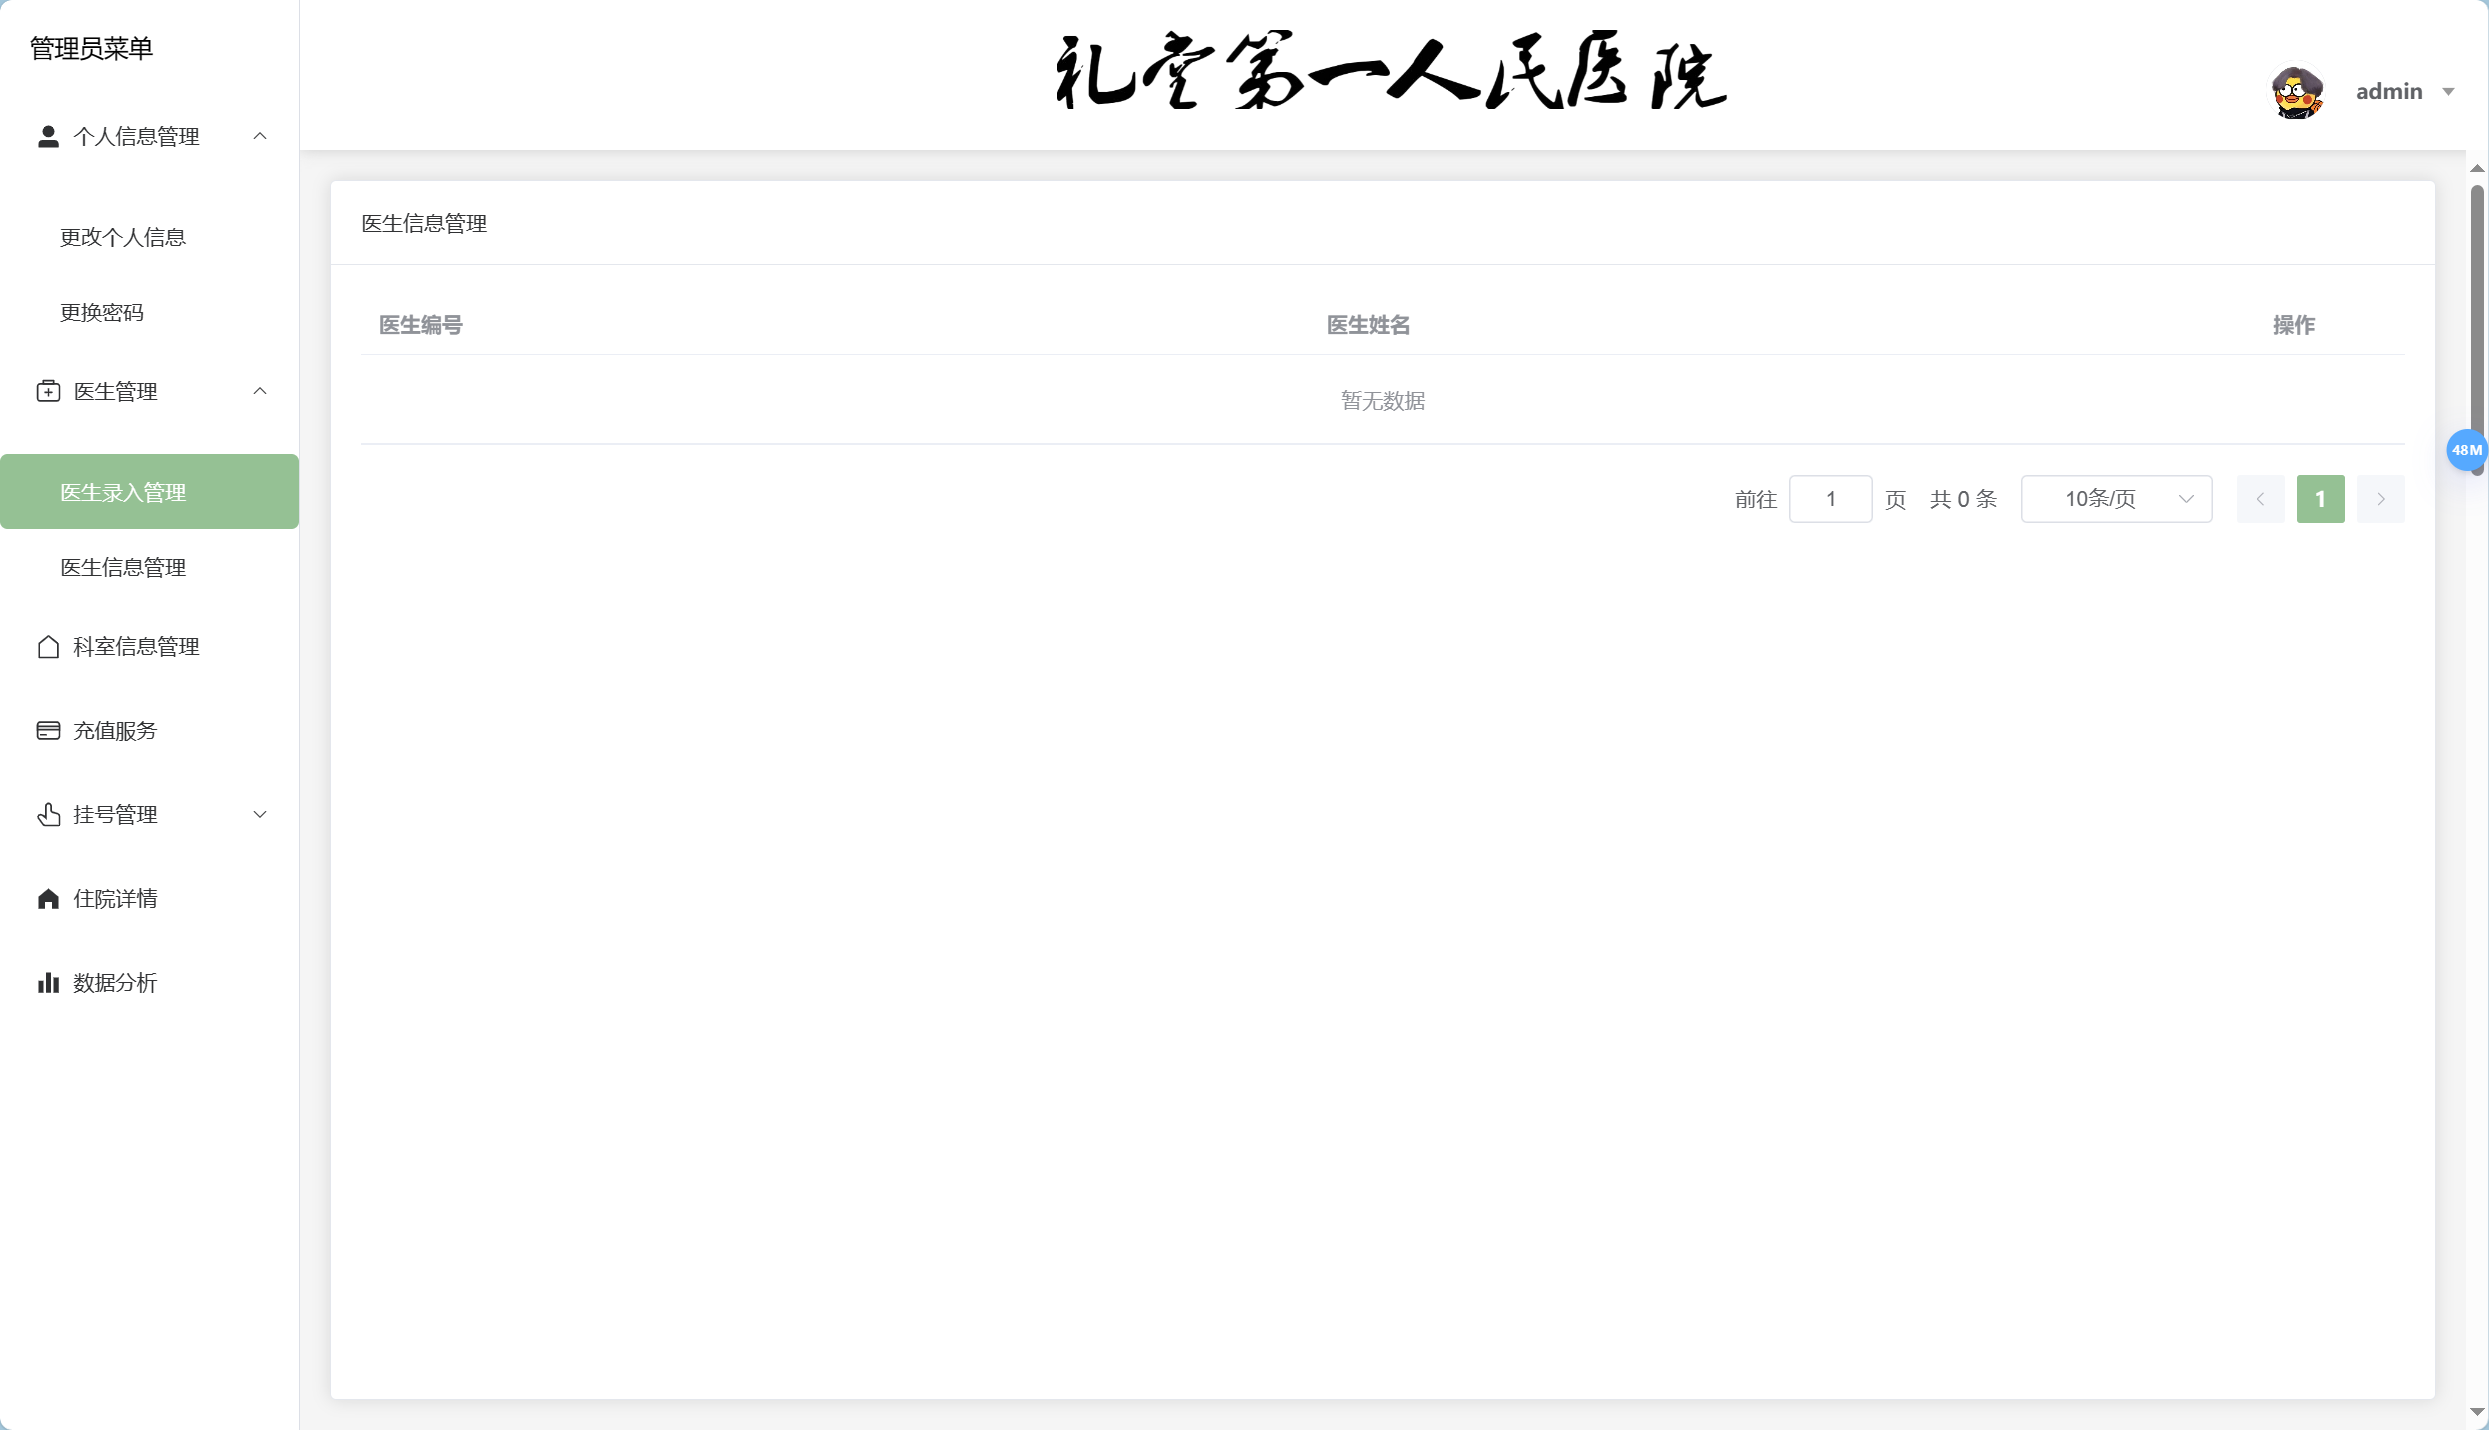 管理员菜单
个人信息管理
更改个人信息
更换密码
医生管理
医生录入管理
医生信息管理
科室信息管理
充值服务
挂号管理
住院详情
数据分析
礼堂第一人民医院
admin
医生信息管理
医生编号 医生姓名 操作
暂无数据
前往 1 页 共 0 条 10条/页 1
48M